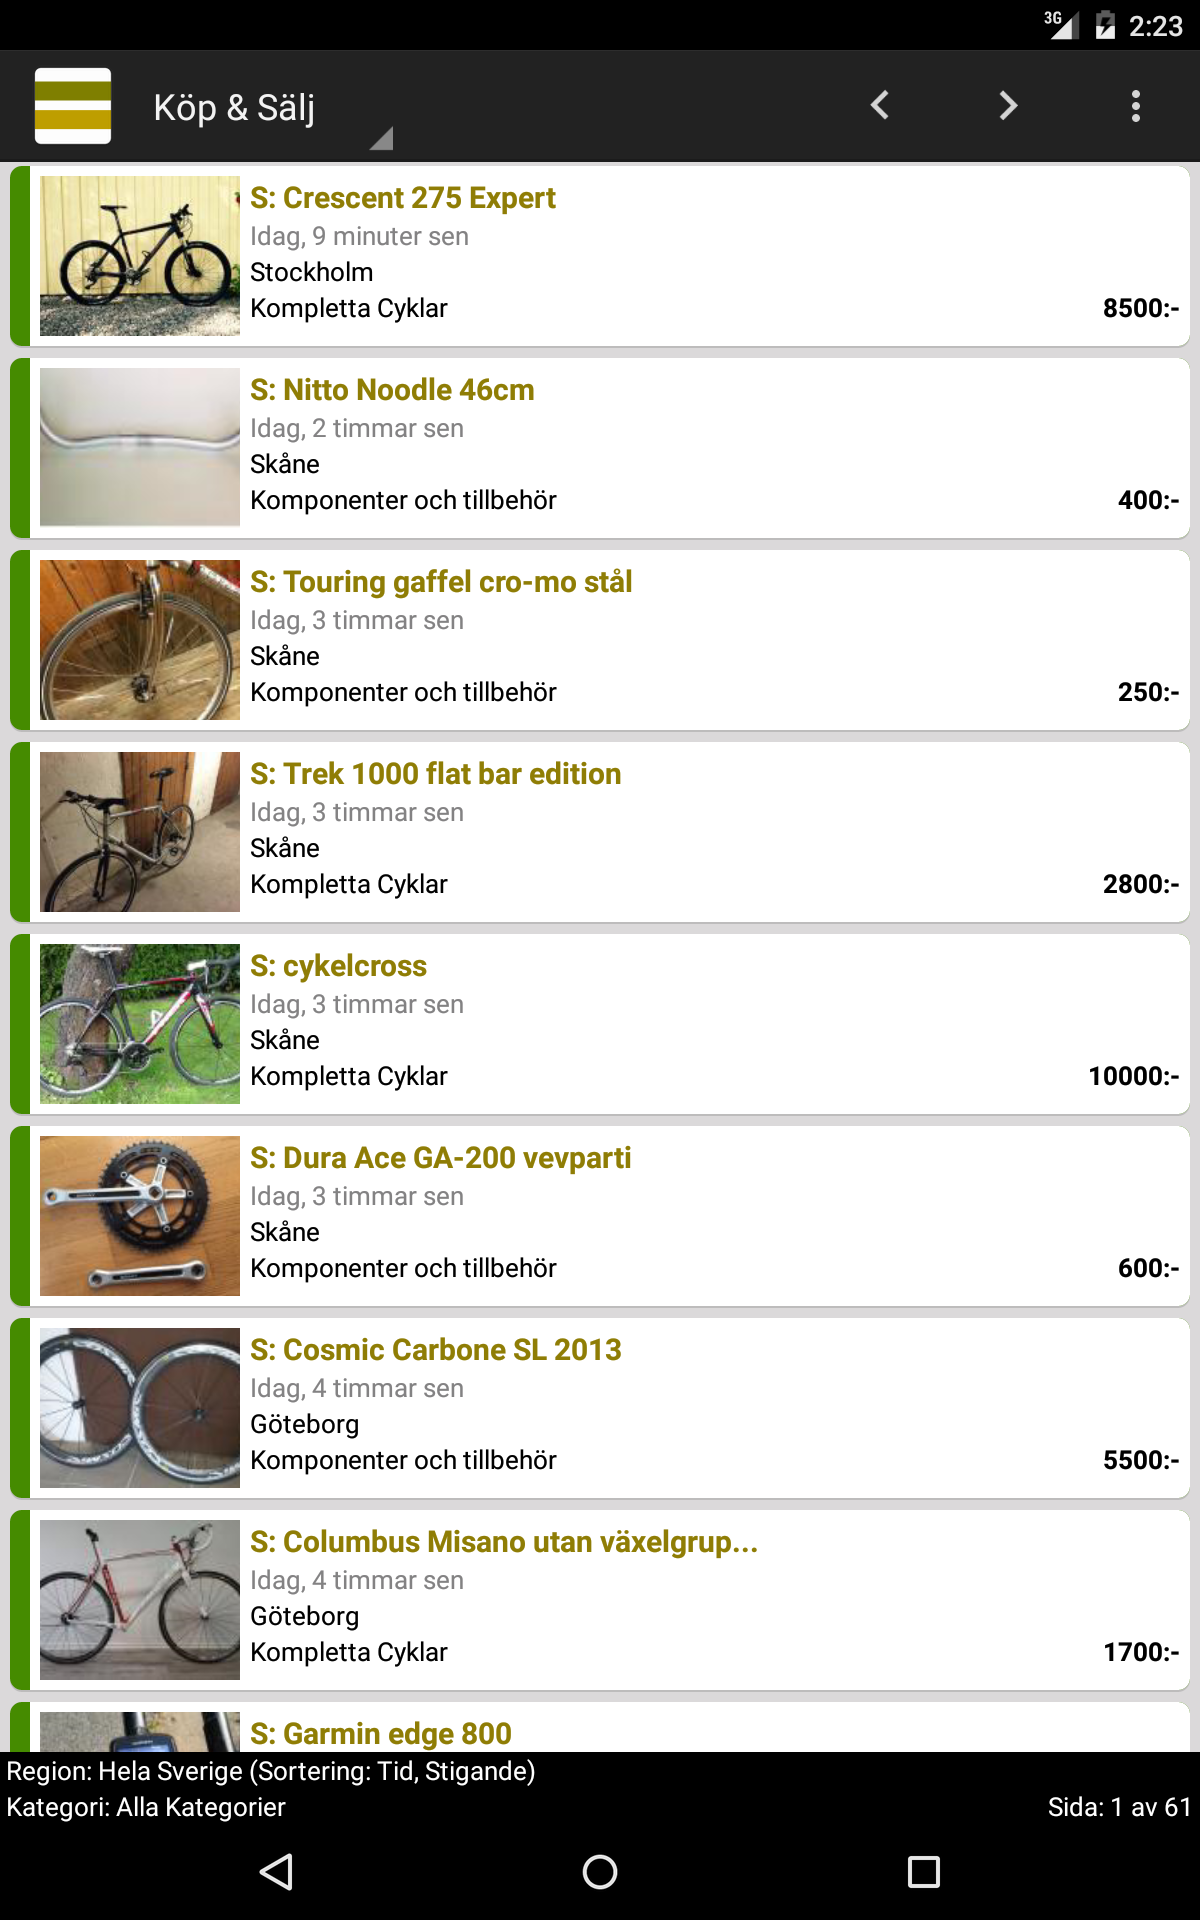 3G
2:23
Köp & Sälj
S: Crescent 275 Expert
Idag, 9 minuter sen
Stockholm
Kompletta Cyklar
8500:-
S: Nitto Noodle 46cm
Idag, 2 timmar sen
Skåne
Komponenter och tillbehör
400:-
S: Touring gaffel cro-mo stål
Idag, 3 timmar sen
Skåne
Komponenter och tillbehör
250:-
S: Trek 1000 flat bar edition
Idag, 3 timmar sen
Skåne
Kompletta Cyklar
2800:-
S: cykelcross
Idag, 3 timmar sen
Skåne
Kompletta Cyklar
10000:-
S: Dura Ace GA-200 vevparti
Idag, 3 timmar sen
Skåne
Komponenter och tillbehör
600:-
S: Cosmic Carbone SL 2013
Idag, 4 timmar sen
Göteborg
Komponenter och tillbehör
5500:-
S: Columbus Misano utan växelgrup...
Idag, 4 timmar sen
Göteborg
Kompletta Cyklar
1700:-
S: Garmin edge 800
Region: Hela Sverige (Sortering: Tid, Stigande)
Kategori: Alla Kategorier
Sida: 1 av 61